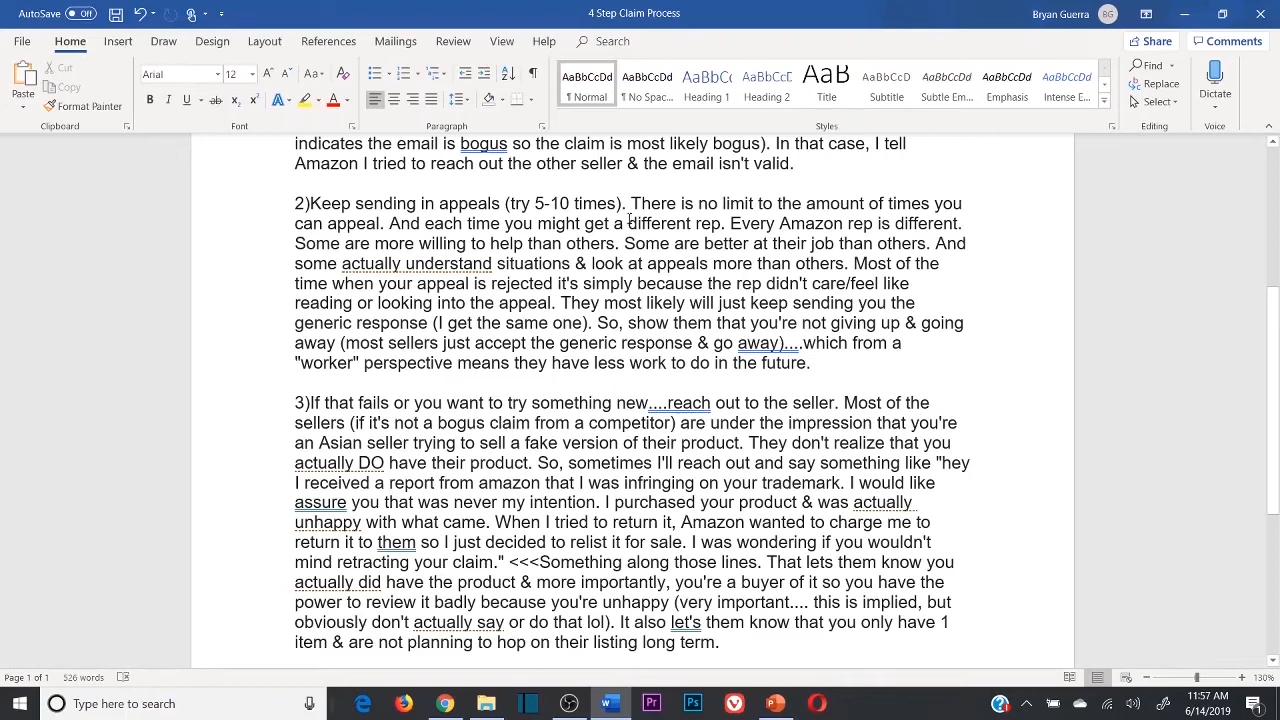 AutoSave Off
4 Step Claim Process
Bryan Guerra BG
File Home Insert Draw Design Layout References Mailings Review View Help Search
Share Comments
Paste
Cut
Copy
Format Painter
Arial 12
AaBbCcDd ¶ Normal
AaBbCcDd ¶ No Spac...
AaBbCc Heading 1
AaBbCcD Heading 2
AaB Title
AaBbCcD Subtitle
AaBbCcDd Subtle Em...
AaBbCcDd Emphasis
AaBbCcDd Intense E...
Find
Replace
Select
Dictate
Clipboard Font Paragraph Styles Editing Voice
indicates the email is bogus so the claim is most likely bogus). In that case, I tell
Amazon I tried to reach out the other seller & the email isn't valid.
2)Keep sending in appeals (try 5-10 times). There is no limit to the amount of times you
can appeal. And each time you might get a different rep. Every Amazon rep is different.
Some are more willing to help than others. Some are better at their job than others. And
some actually understand situations & look at appeals more than others. Most of the
time when your appeal is rejected it's simply because the rep didn't care/feel like
reading or looking into the appeal. They most likely will just keep sending you the
generic response (I get the same one). So, show them that you're not giving up & going
away (most sellers just accept the generic response & go away)....which from a
"worker" perspective means they have less work to do in the future.
3)If that fails or you want to try something new....reach out to the seller. Most of the
sellers (if it's not a bogus claim from a competitor) are under the impression that you're
an Asian seller trying to sell a fake version of their product. They don't realize that you
actually DO have their product. So, sometimes I'll reach out and say something like "hey
I received a report from amazon that I was infringing on your trademark. I would like
assure you that was never my intention. I purchased your product & was actually
unhappy with what came. When I tried to return it, Amazon wanted to charge me to
return it to them so I just decided to relist it for sale. I was wondering if you wouldn't
mind retracting your claim." <<<Something along those lines. That lets them know you
actually did have the product & more importantly, you're a buyer of it so you have the
power to review it badly because you're unhappy (very important.... this is implied, but
obviously don't actually say or do that lol). It also let's them know that you only have 1
item & are not planning to hop on their listing long term.
Page 1 of 1 526 words
130%
Type here to search
11:57 AM
6/14/2019